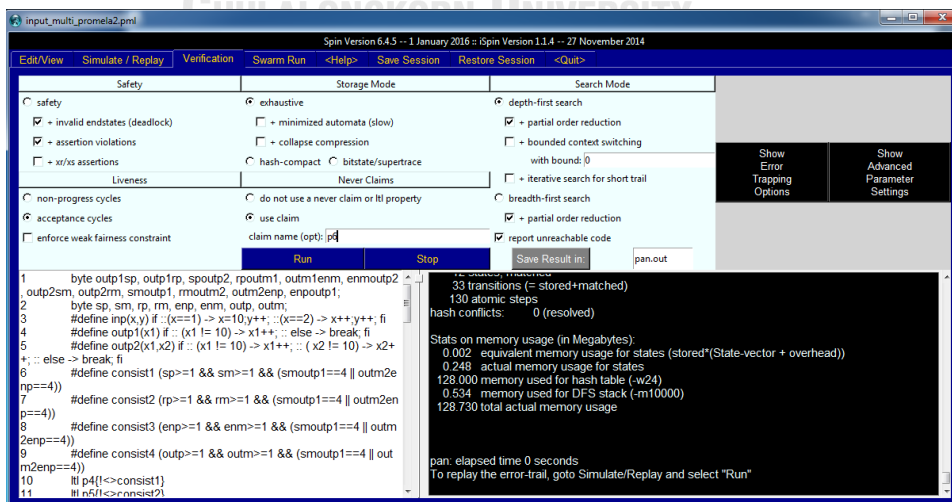 CHULALONGKORN UNIVERSITY
input_multi_promela2.pml
Spin Version 6.4.5 -- 1 January 2016 :: iSpin Version 1.1.4 -- 27 November 2014
Edit/View Simulate / Replay Verification Swarm Run <Help> Save Session Restore Session <Quit>
Safety Storage Mode Search Mode
safety exhaustive depth-first search
+ invalid endstates (deadlock) + minimized automata (slow) + partial order reduction
+ assertion violations + collapse compression + bounded context switching
+ xr/xs assertions hash-compact bitstate/supertrace with bound: 0
Show Error Trapping Options Show Advanced Parameter Settings
Liveness Never Claims + iterative search for short trail
non-progress cycles do not use a never claim or ltl property breadth-first search
acceptance cycles use claim + partial order reduction
enforce weak fairness constraint claim name (opt): p6 report unreachable code
Run Stop Save Result in: pan.out
1 byte outp1sp, outp1rp, spoutp2, rpoutm1, outm1enm, enmoutp2
, outp2sm, outp2rm, smoutp1, rmoutm2, outm2enp, enpoutp1;
2 byte sp, sm, rp, rm, enp, enm, outp, outm;
3 #define inp(x,y) if ::(x==1) -> x=10;y++; ::(x==2) -> x++;y++; fi
4 #define outp1(x1) if :: (x1 != 10) -> x1++; :: else -> break; fi
5 #define outp2(x1,x2) if :: (x1 != 10) -> x1++; :: ( x2 != 10) -> x2+
+; :: else -> break; fi
6 #define consist1 (sp>=1 && sm>=1 && (smoutp1==4 || outm2e
np==4))
7 #define consist2 (rp>=1 && rm>=1 && (smoutp1==4 || outm2en
p==4))
8 #define consist3 (enp>=1 && enm>=1 && (smoutp1==4 || outm
2enp==4))
9 #define consist4 (outp>=1 && outm>=1 && (smoutp1==4 || out
m2enp==4))
10 ltl p4{!<>consist1}
11 ltl p5{!<>consist2}
12 states, matched
33 transitions (= stored+matched)
130 atomic steps
hash conflicts: 0 (resolved)
Stats on memory usage (in Megabytes):
0.002 equivalent memory usage for states (stored*(State-vector + overhead))
0.248 actual memory usage for states
128.000 memory used for hash table (-w24)
0.534 memory used for DFS stack (-m10000)
128.730 total actual memory usage
pan: elapsed time 0 seconds
To replay the error-trail, goto Simulate/Replay and select "Run"